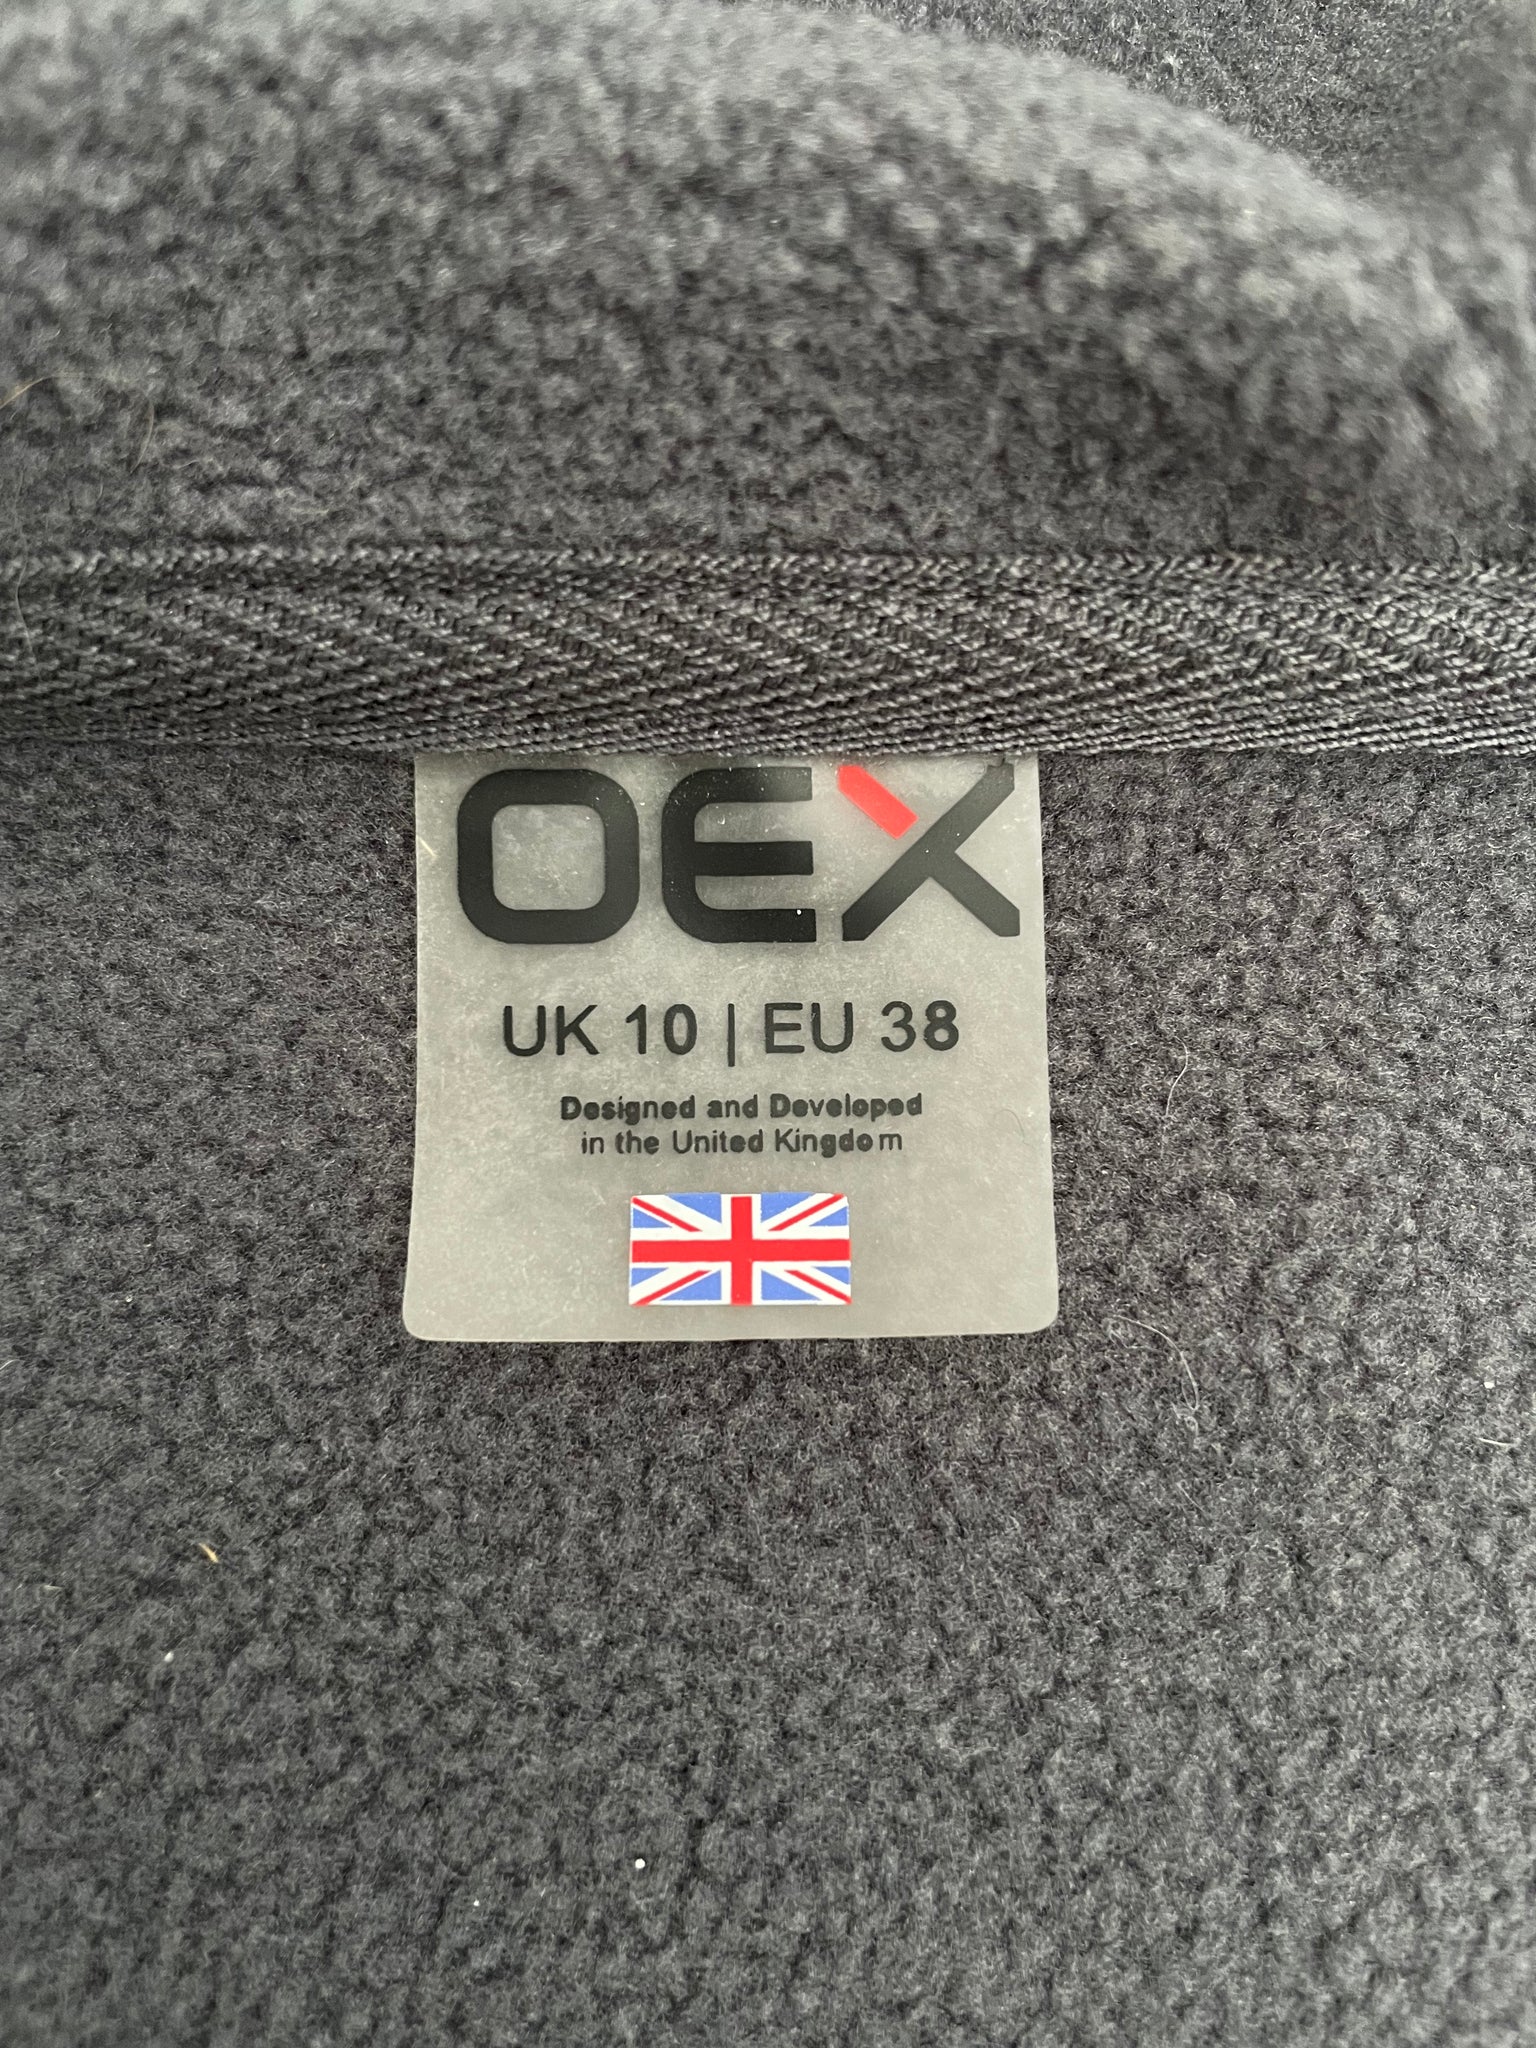 OEX
UK 10 | EU 38
Designed and Developed
in the United Kingdom